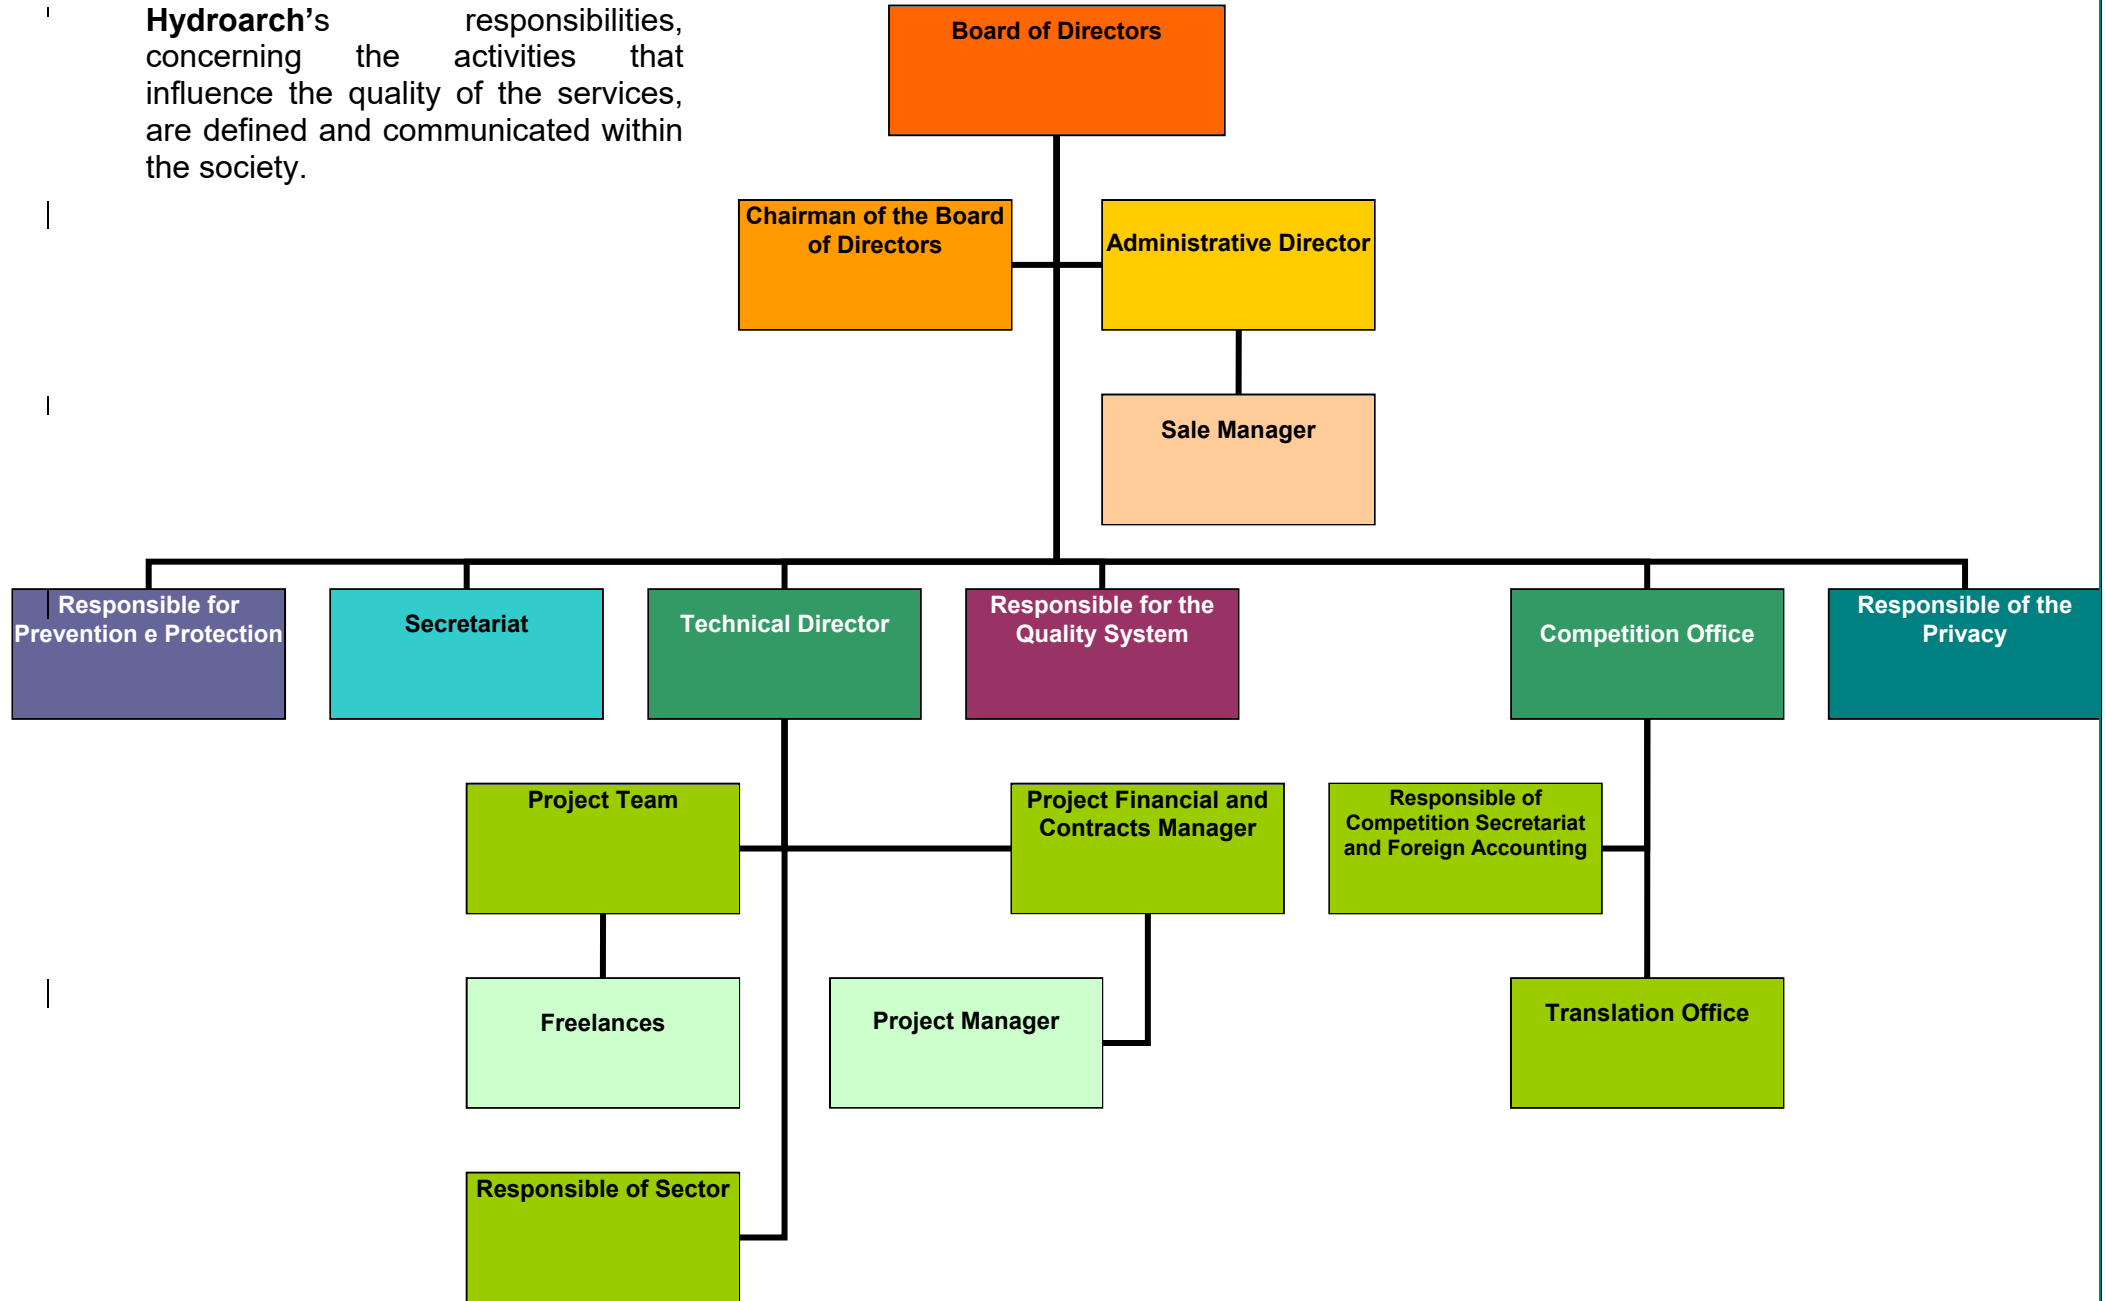 Hydroarch’s responsibilities,
concerning the activities that
influence the quality of the services,
are defined and communicated within
the society.
Board of Directors
Chairman of the Board
of Directors
Administrative Director
Sale Manager
Responsible for
Prevention e Protection
Secretariat
Technical Director
Responsible for the
Quality System
Competition Office
Responsible of the
Privacy
Project Team
Project Financial and
Contracts Manager
Responsible of
Competition Secretariat
and Foreign Accounting
Freelances
Project Manager
Translation Office
Responsible of Sector